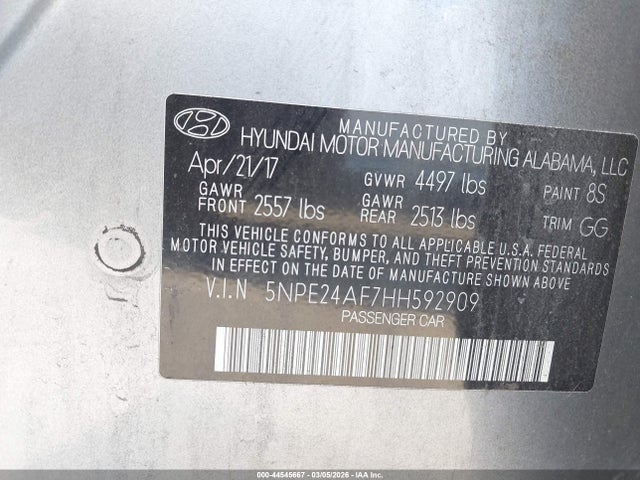 MANUFACTURED BY
HYUNDAI MOTOR MANUFACTURING ALABAMA, LLC
Apr/21/17 GVWR 4497 lbs PAINT 8S
GAWR FRONT 2557 lbs GAWR REAR 2513 lbs TRIM GG
THIS VEHICLE CONFORMS TO ALL APPLICABLE U.S.A. FEDERAL
MOTOR VEHICLE SAFETY, BUMPER, AND THEFT PREVENTION STANDARDS
IN EFFECT ON THE DATE OF MANUFACTURE SHOWN ABOVE.
V.I.N 5NPE24AF7HH592909
PASSENGER CAR
000-44545667 - 03/05/2026 - IAA Inc.